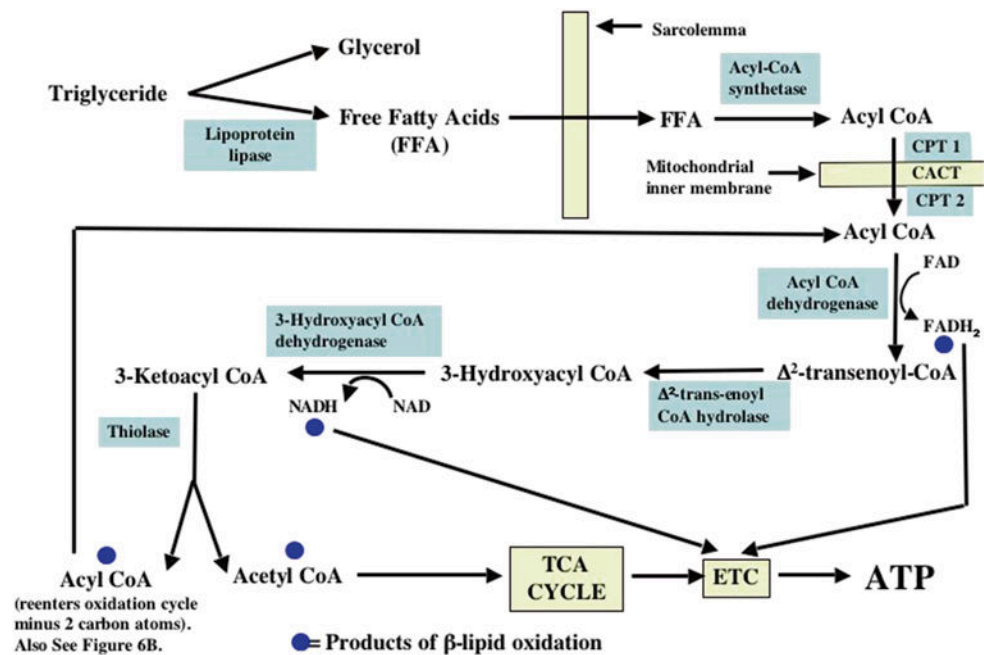 Glycerol
Sarcolemma
Triglyceride
Acyl-CoA
synthetase
Lipoprotein
lipase
Free Fatty Acids
(FFA)
FFA
Acyl CoA
CPT 1
Mitochondrial
inner membrane
CACT
CPT 2
Acyl CoA
FAD
Acyl CoA
dehydrogenase
FADH₂
3-Hydroxyacyl CoA
dehydrogenase
3-Ketoacyl CoA
3-Hydroxyacyl CoA
Δ²-transenoyl-CoA
NADH
NAD
Δ²-trans-enoyl
CoA hydrolase
Thiolase
Acyl CoA
(reenters oxidation cycle
minus 2 carbon atoms).
Also See Figure 6B.
Acetyl CoA
TCA
CYCLE
ETC
ATP
= Products of β-lipid oxidation